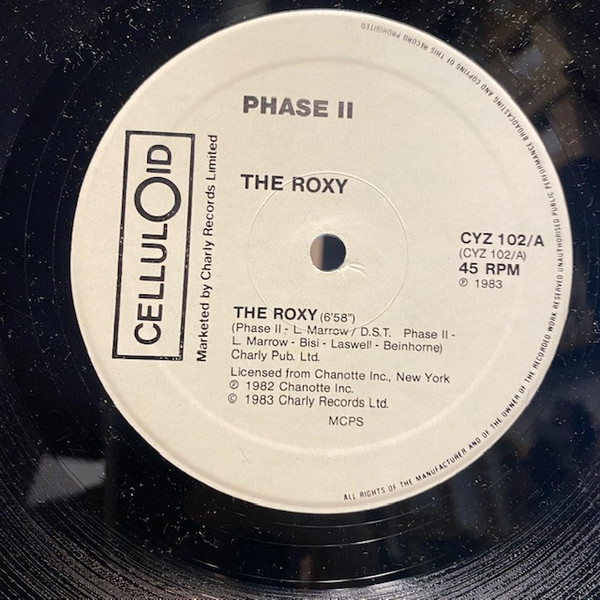 PHASE II
THE ROXY
CELLULOID
Marketed by Charly Records Limited
CYZ 102/A
(CYZ 102/A)
45 RPM
℗ 1983
THE ROXY (6'58")
(Phase II - L. Marrow / D.S.T. Phase II -
L. Marrow - Bisi - Laswell - Beinhorne)
Charly Pub. Ltd.
Licensed from Chanotte Inc., New York
℗ 1982 Chanotte Inc.
© 1983 Charly Records Ltd.
MCPS
ALL RIGHTS OF THE MANUFACTURER AND OF THE OWNER OF THE RECORDED WORK RESERVED UNAUTHORISED PUBLIC PERFORMANCE BROADCASTING AND COPYING OF THIS RECORD PROHIBITED